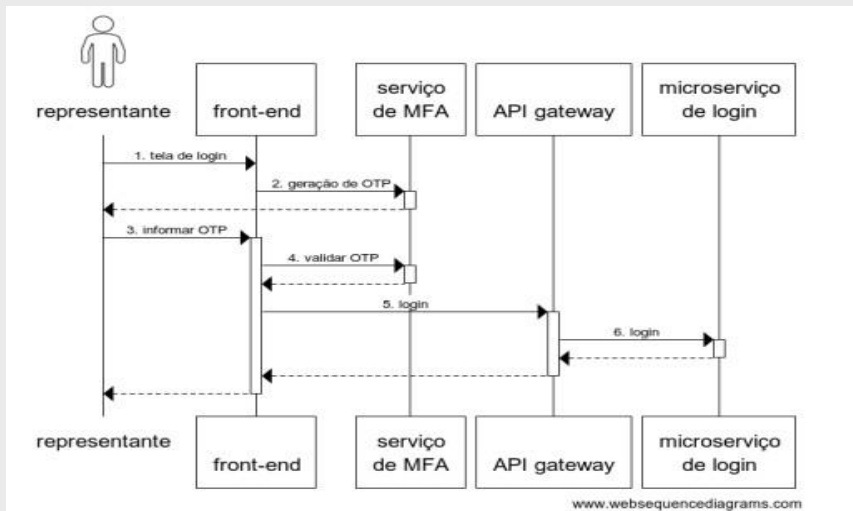 representante
front-end
serviço
de MFA
API gateway
microserviço
de login
1. tela de login
2. geração de OTP
3. informar OTP
4. validar OTP
5. login
6. login
representante
front-end
serviço
de MFA
API gateway
microserviço
de login
www.websequencediagrams.com